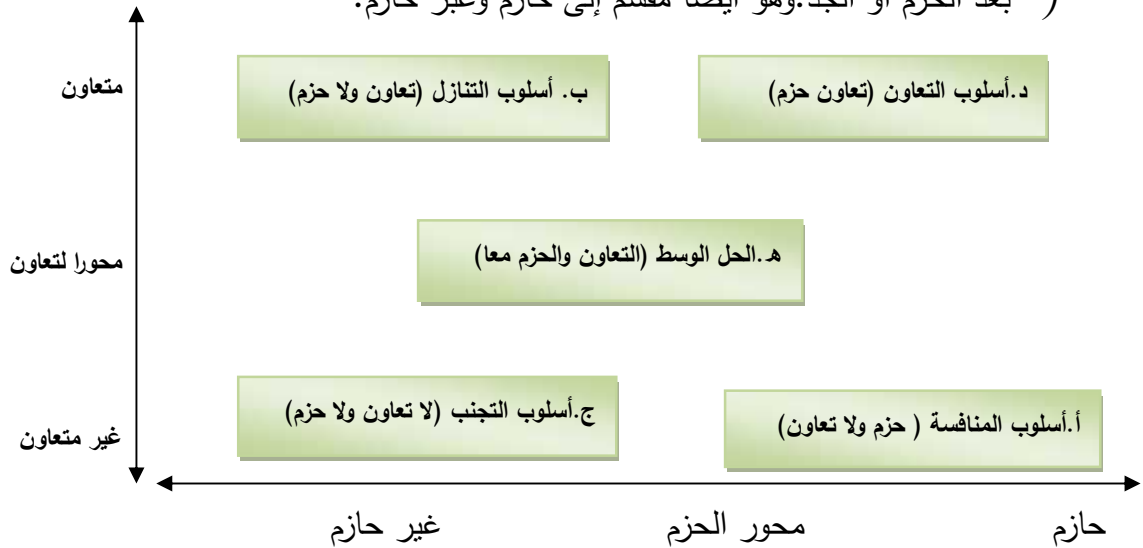 ( بعد الحزم أو الجد.وهو أيضا مقسم إلى حازم وغير حازم.
متعاون
د.أسلوب التعاون (تعاون حزم)
ب. أسلوب التنازل (تعاون ولا حزم)
محورا لتعاون
ه.الحل الوسط (التعاون والحزم معا)
غير متعاون
أ.أسلوب المنافسة ( حزم ولا تعاون)
ج.أسلوب التجنب (لا تعاون ولا حزم)
حازم
محور الحزم
غير حازم